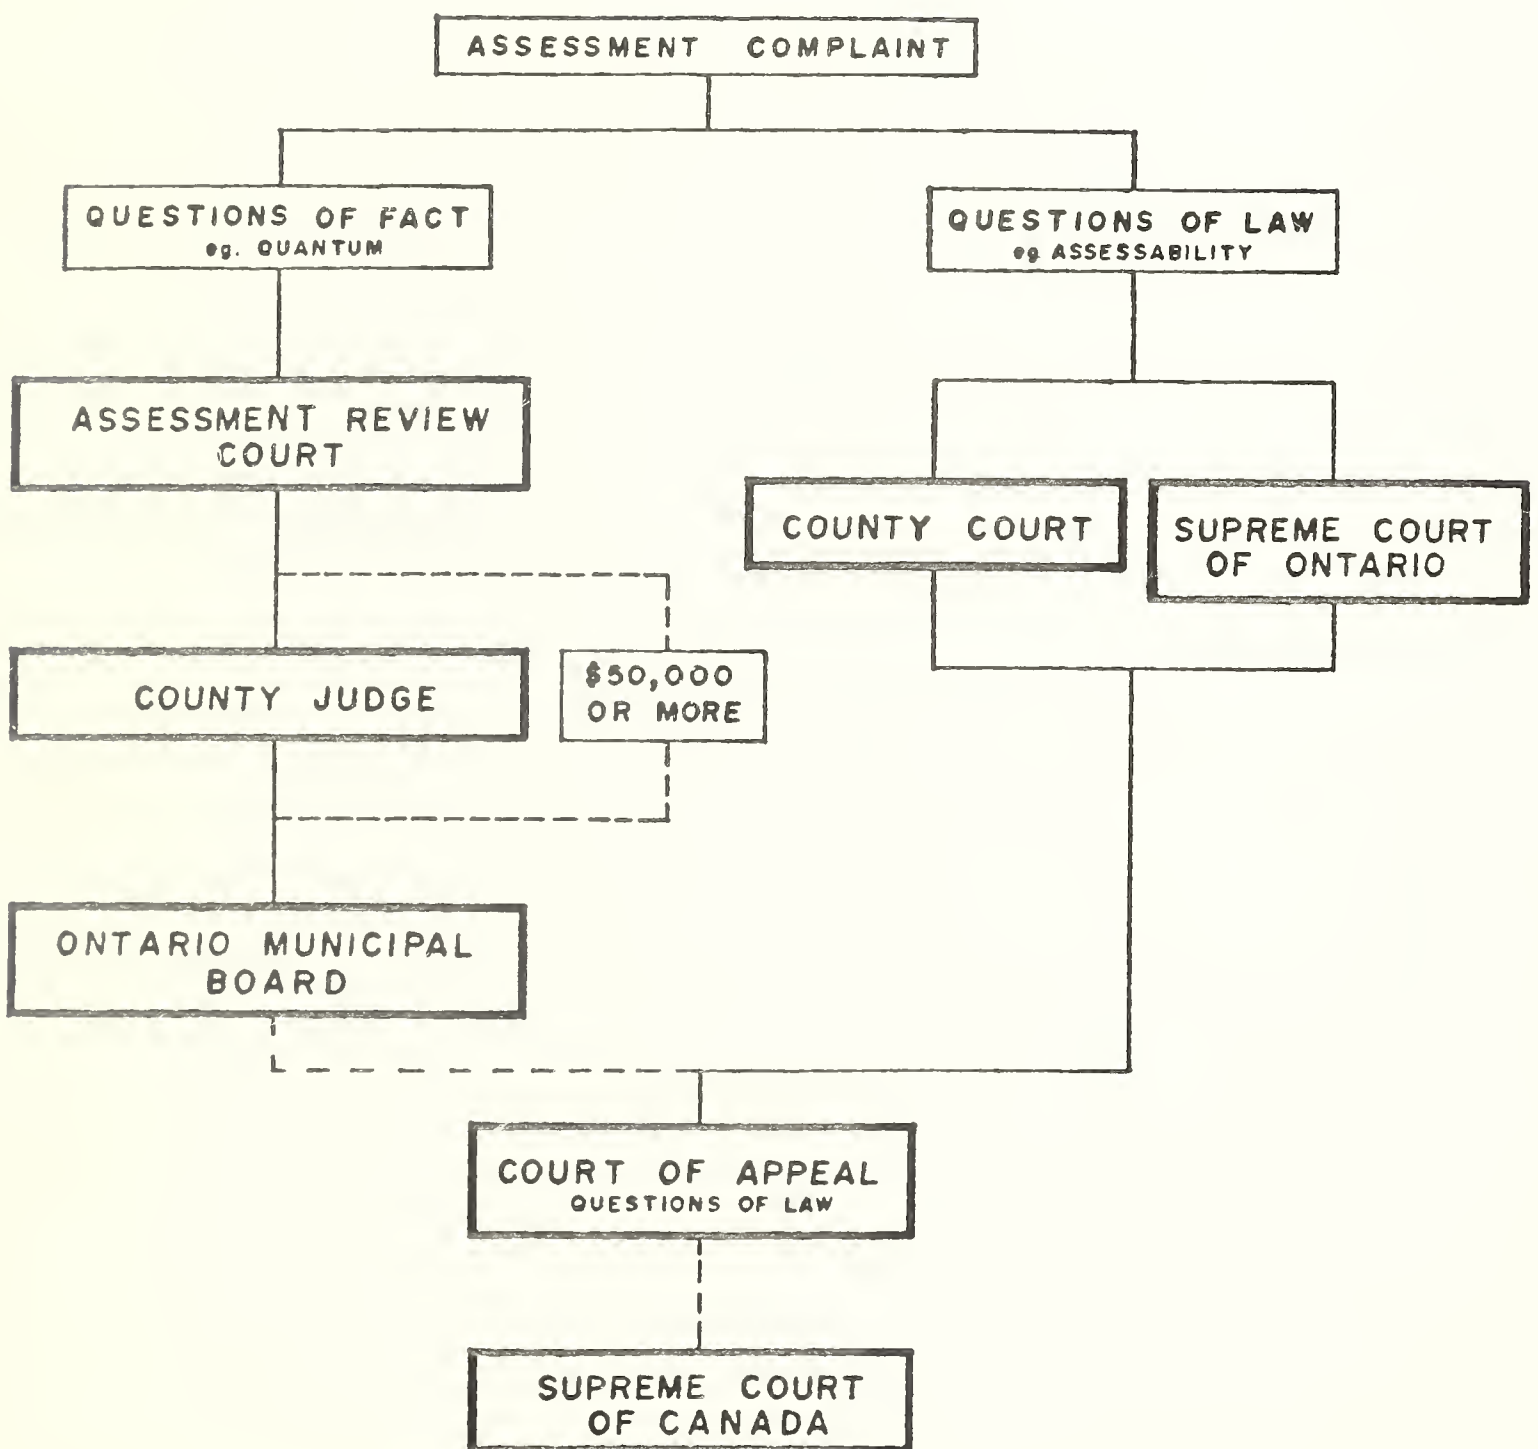 ASSESSMENT COMPLAINT
QUESTIONS OF FACT
eg. QUANTUM
QUESTIONS OF LAW
eg ASSESSABILITY
ASSESSMENT REVIEW
COURT
COUNTY COURT
SUPREME COURT
OF ONTARIO
COUNTY JUDGE
$50,000
OR MORE
ONTARIO MUNICIPAL
BOARD
COURT OF APPEAL
QUESTIONS OF LAW
SUPREME COURT
OF CANADA